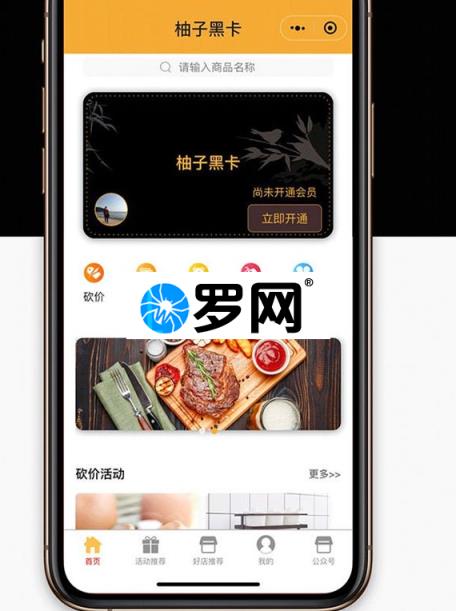 柚子黑卡
请输入商品名称
柚子黑卡
尚未开通会员
立即开通
砍价
罗网®
砍价活动
更多>>
首页
活动推荐
好店推荐
我的
公众号